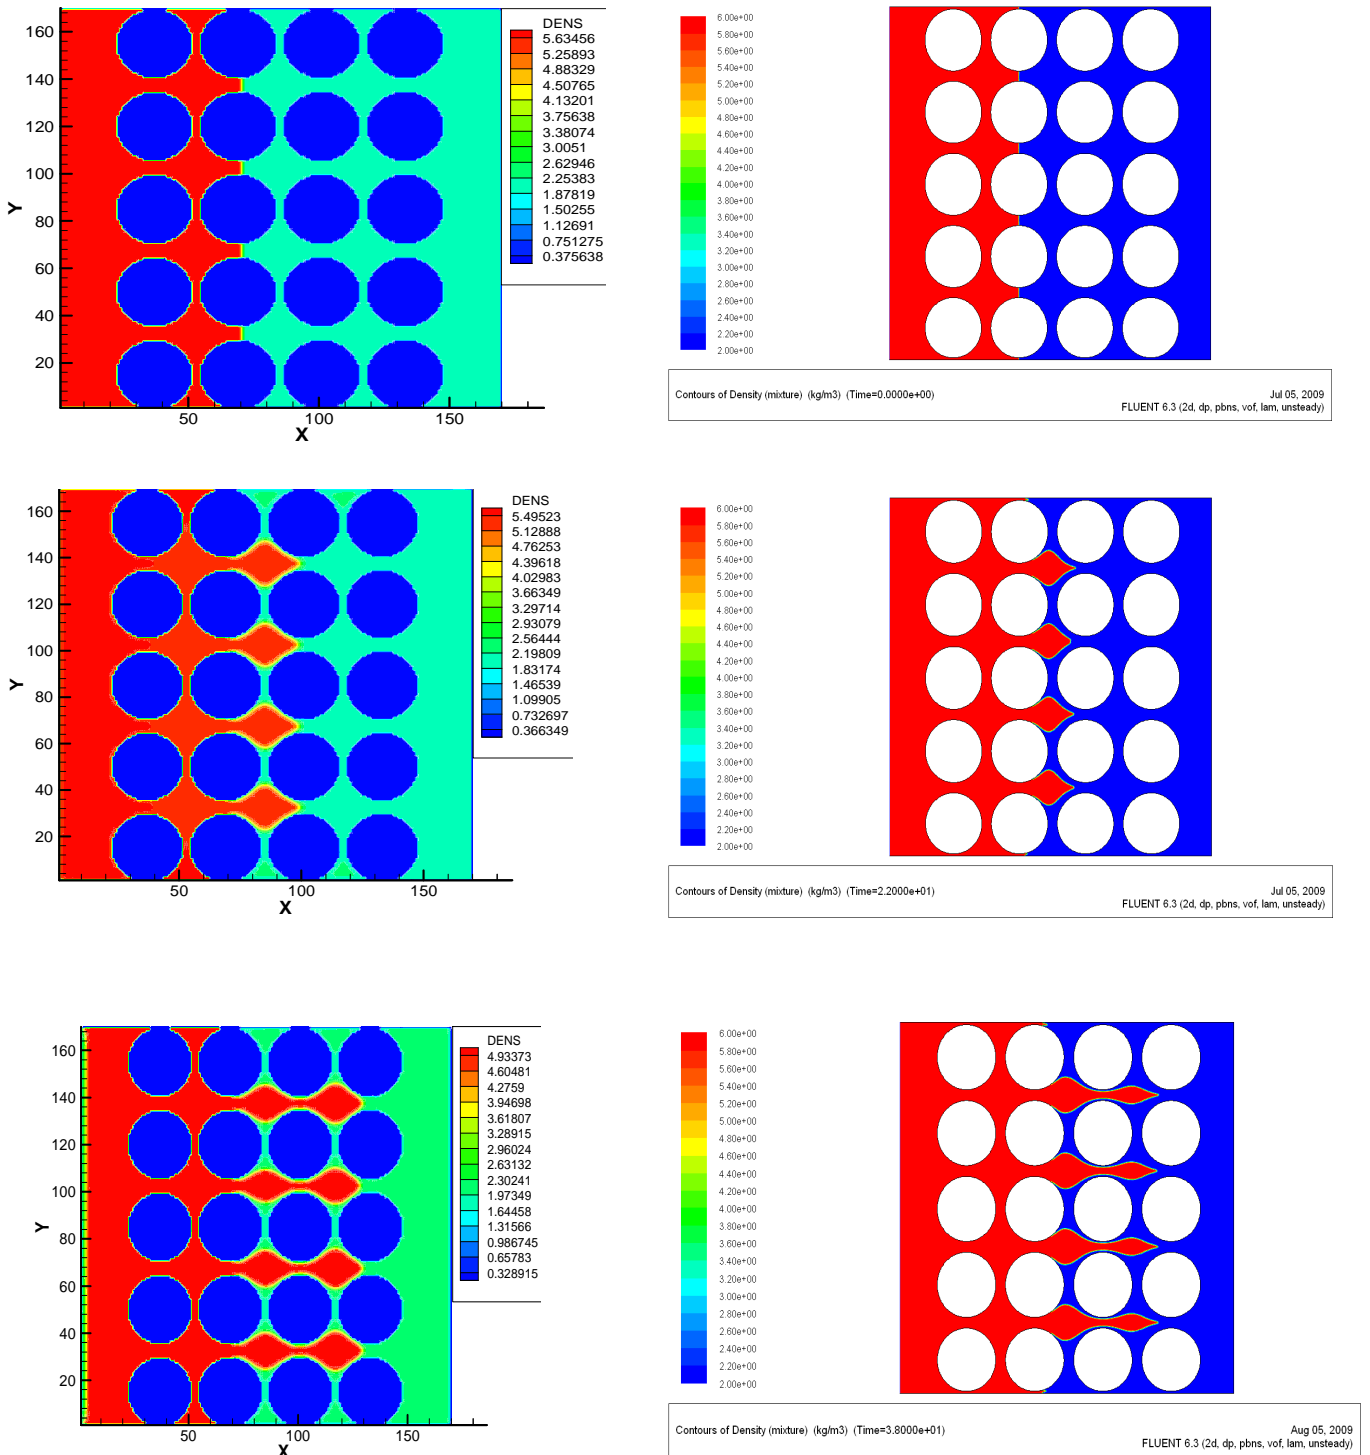 DENS
5.63456
5.25893
4.88329
4.50765
4.13201
3.75638
3.38074
3.0051
2.62946
2.25383
1.87819
1.50255
1.12691
0.751275
0.375638
160
140
120
100
80
60
40
20
Y
50
100
150
X
6.00e+00
5.80e+00
5.60e+00
5.40e+00
5.20e+00
5.00e+00
4.80e+00
4.60e+00
4.40e+00
4.20e+00
4.00e+00
3.80e+00
3.60e+00
3.40e+00
3.20e+00
3.00e+00
2.80e+00
2.60e+00
2.40e+00
2.20e+00
2.00e+00
Contours of Density (mixture) (kg/m3) (Time=0.0000e+00)
Jul 05, 2009
FLUENT 6.3 (2d, dp, pbns, vof, lam, unsteady)
DENS
5.49523
5.12888
4.76253
4.39618
4.02983
3.66349
3.29714
2.93079
2.56444
2.19809
1.83174
1.46539
1.09905
0.732697
0.366349
160
140
120
100
80
60
40
20
Y
50
100
150
X
6.00e+00
5.80e+00
5.60e+00
5.40e+00
5.20e+00
5.00e+00
4.80e+00
4.60e+00
4.40e+00
4.20e+00
4.00e+00
3.80e+00
3.60e+00
3.40e+00
3.20e+00
3.00e+00
2.80e+00
2.60e+00
2.40e+00
2.20e+00
2.00e+00
Contours of Density (mixture) (kg/m3) (Time=2.2000e+01)
Jul 05, 2009
FLUENT 6.3 (2d, dp, pbns, vof, lam, unsteady)
DENS
4.93373
4.60481
4.2759
3.94698
3.61807
3.28915
2.96024
2.63132
2.30241
1.97349
1.64458
1.31566
0.986745
0.65783
0.328915
160
140
120
100
80
60
40
20
Y
50
100
150
X
6.00e+00
5.80e+00
5.60e+00
5.40e+00
5.20e+00
5.00e+00
4.80e+00
4.60e+00
4.40e+00
4.20e+00
4.00e+00
3.80e+00
3.60e+00
3.40e+00
3.20e+00
3.00e+00
2.80e+00
2.60e+00
2.40e+00
2.20e+00
2.00e+00
Contours of Density (mixture) (kg/m3) (Time=3.8000e+01)
Aug 05, 2009
FLUENT 6.3 (2d, dp, pbns, vof, lam, unsteady)